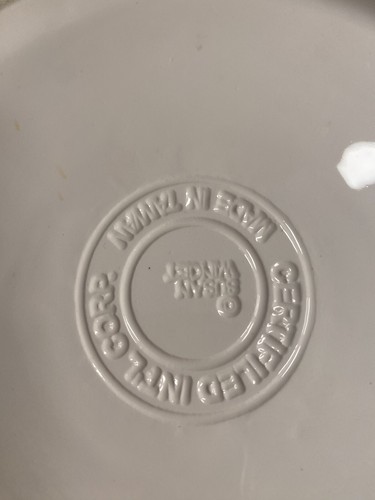 CERTIFIED INT'L CORP.
MADE IN TAIWAN
©
SUSAN
WINGET